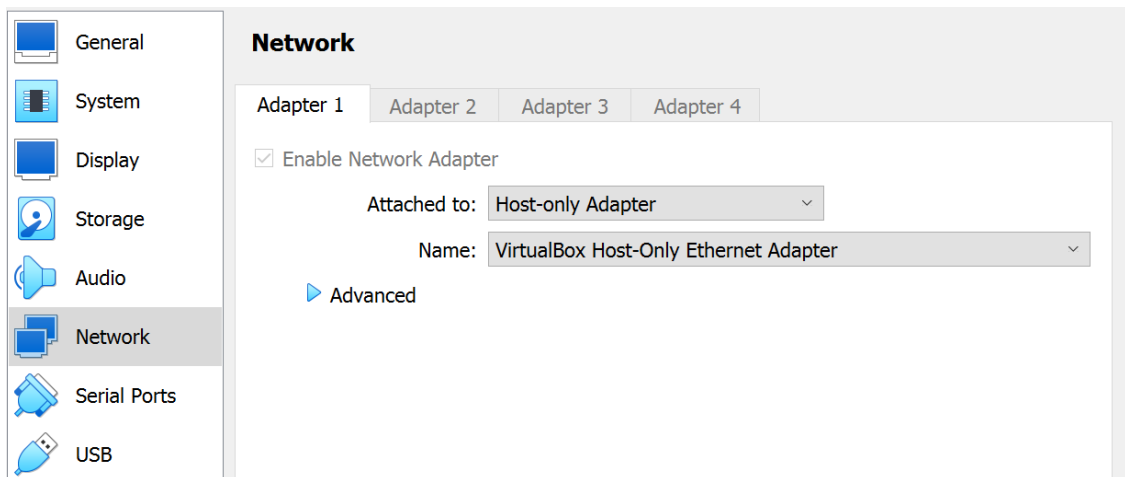 General
System
Display
Storage
Audio
Network
Serial Ports
USB
Network
Adapter 1 Adapter 2 Adapter 3 Adapter 4
Enable Network Adapter
Attached to: Host-only Adapter
Name: VirtualBox Host-Only Ethernet Adapter
Advanced